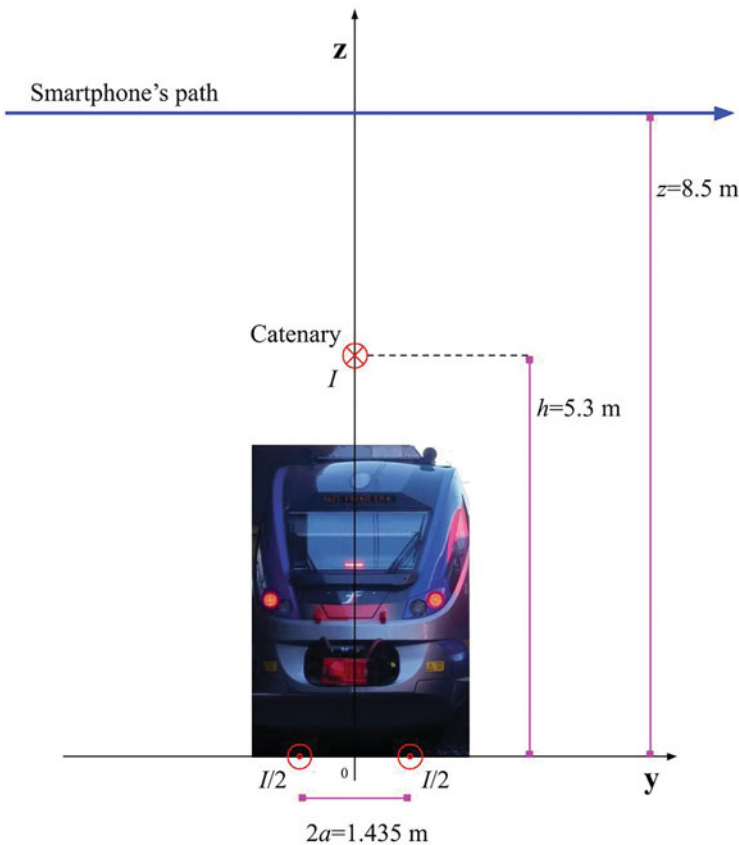 z
Smartphone's path
z=8.5 m
Catenary
I
h=5.3 m
I/2
0
I/2
y
2a=1.435 m